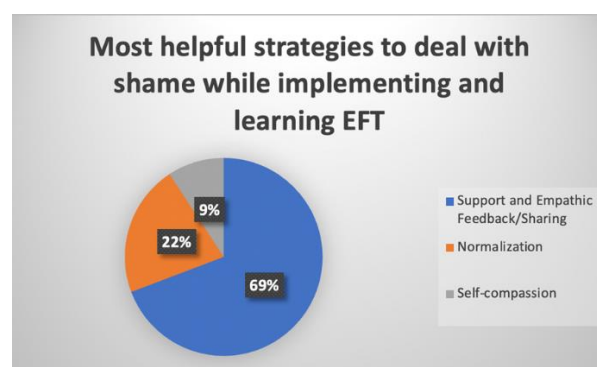 Most helpful strategies to deal with
shame while implementing and
learning EFT
9%
22%
69%
Support and Empathic
Feedback/Sharing
Normalization
Self-compassion